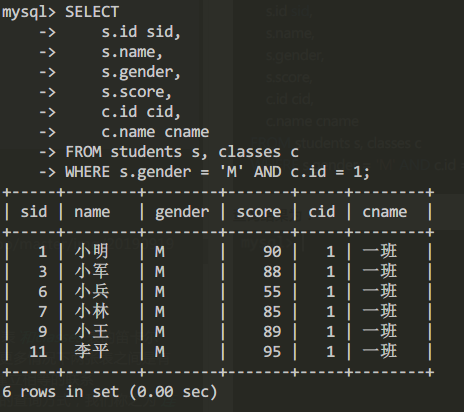 mysql> SELECT
    ->     s.id sid,
    ->     s.name,
    ->     s.gender,
    ->     s.score,
    ->     c.id cid,
    ->     c.name cname
    -> FROM students s, classes c
    -> WHERE s.gender = 'M' AND c.id = 1;
+-----+--------+--------+-------+-----+--------+
| sid | name   | gender | score | cid | cname  |
+-----+--------+--------+-------+-----+--------+
|   1 | 小明   | M      |    90 |   1 | 一班   |
|   3 | 小军   | M      |    88 |   1 | 一班   |
|   6 | 小兵   | M      |    55 |   1 | 一班   |
|   7 | 小林   | M      |    85 |   1 | 一班   |
|   9 | 小王   | M      |    89 |   1 | 一班   |
|  11 | 李平   | M      |    95 |   1 | 一班   |
+-----+--------+--------+-------+-----+--------+
6 rows in set (0.00 sec)